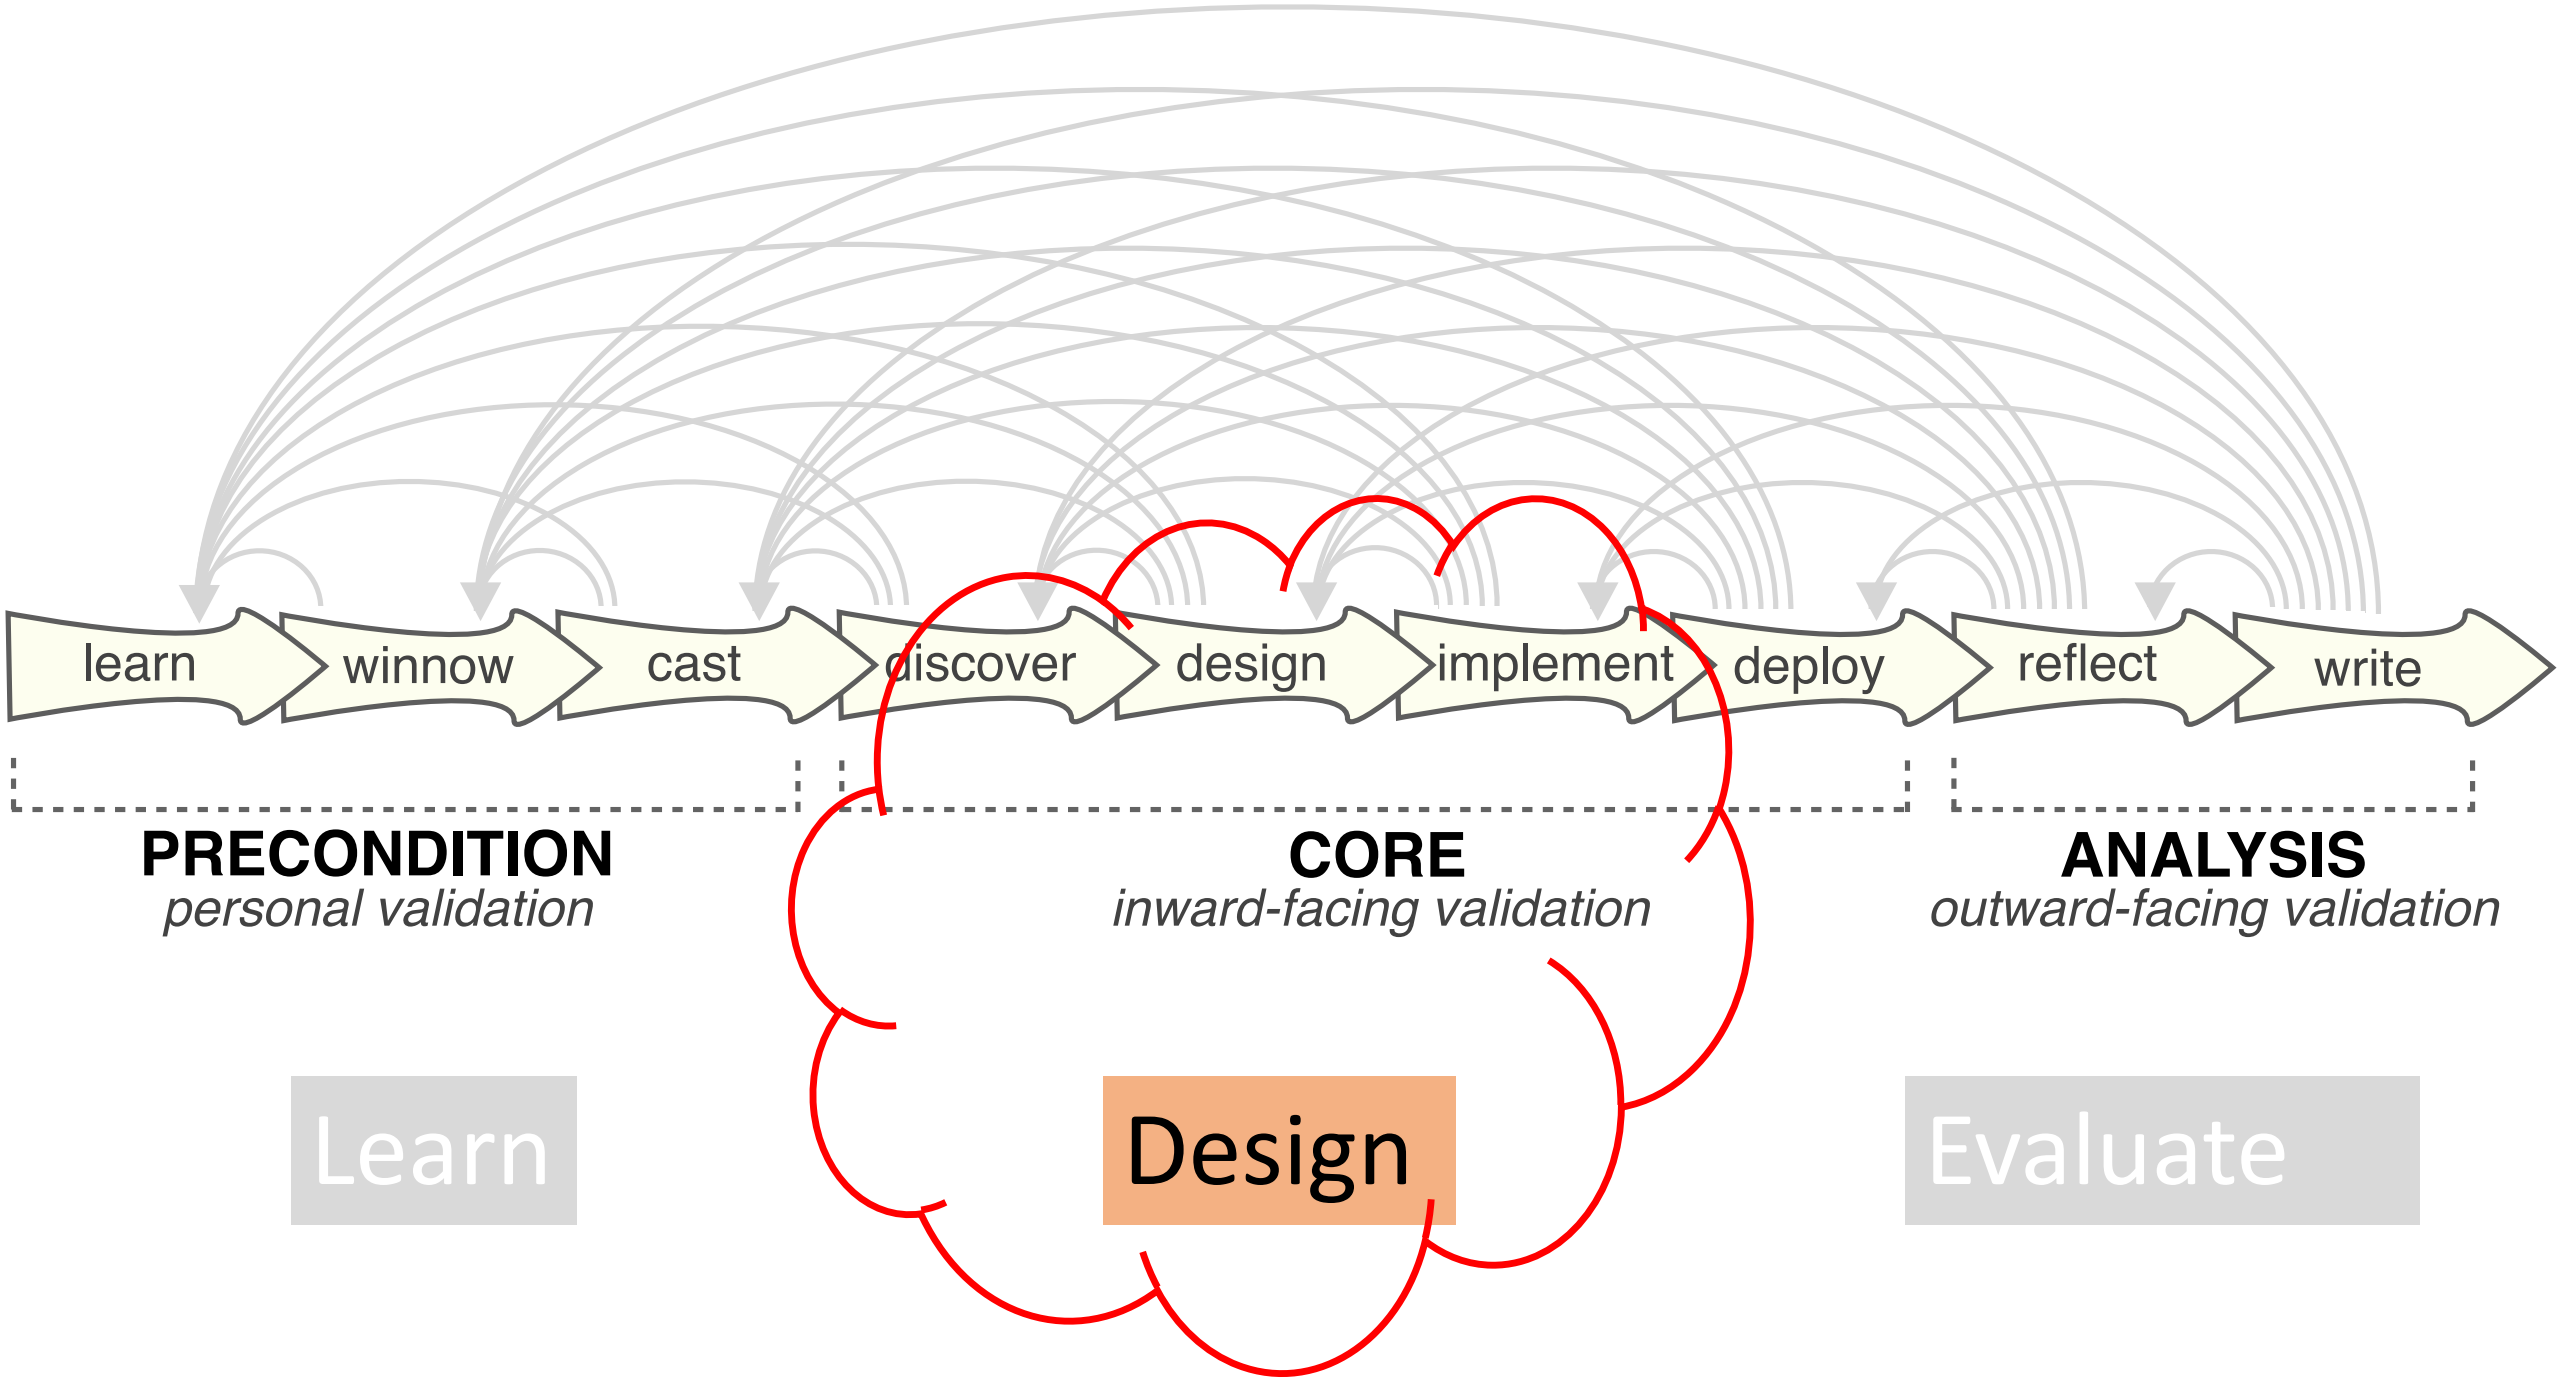 learn
winnow
cast
discover
design
implement
deploy
reflect
write
PRECONDITION
personal validation
CORE
inward-facing validation
ANALYSIS
outward-facing validation
Learn
Design
Evaluate